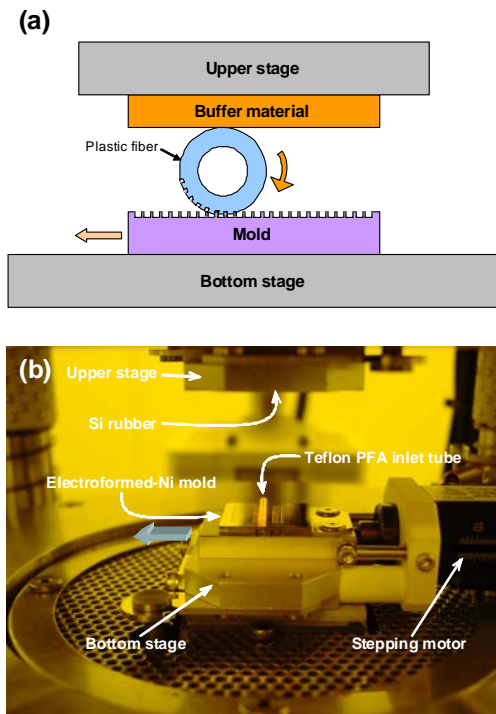 (a)
Upper stage
Buffer material
Plastic fiber
Mold
Bottom stage
(b)
Upper stage
Si rubber
Teflon PFA inlet tube
Electroformed-Ni mold
Bottom stage
Stepping motor